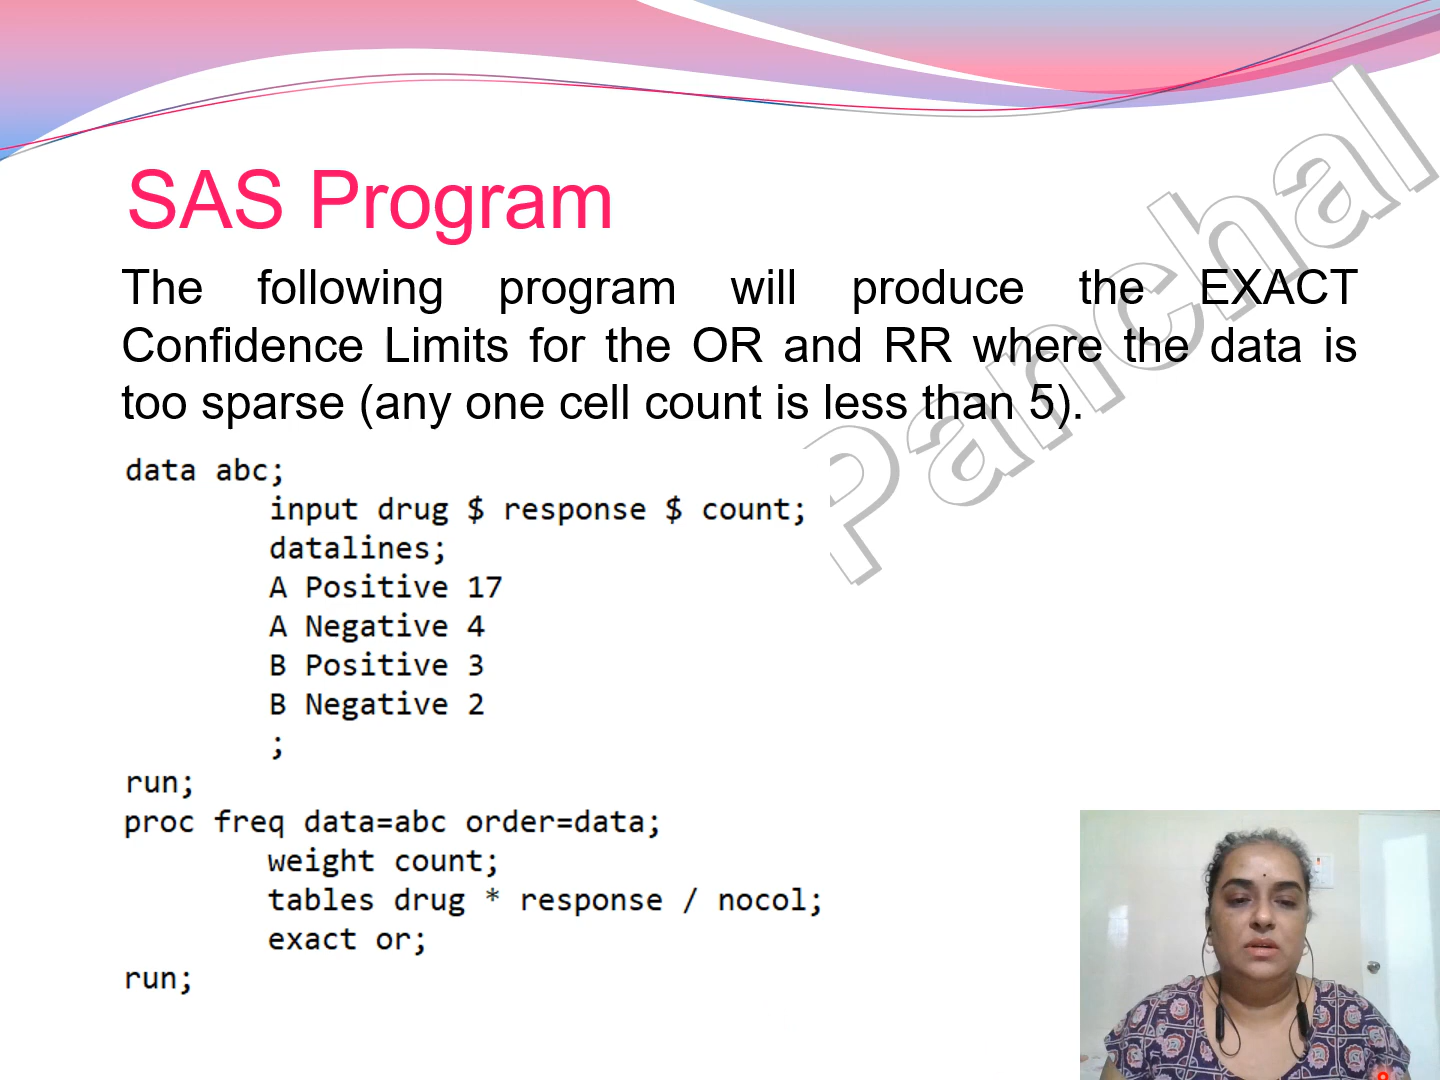 SAS Program
The following program will produce the EXACT
Confidence Limits for the OR and RR where the data is
too sparse (any one cell count is less than 5).
Panchal
data abc;
input drug $ response $ count;
datalines;
A Positive 17
A Negative 4
B Positive 3
B Negative 2
;
run;
proc freq data=abc order=data;
weight count;
tables drug * response / nocol;
exact or;
run;